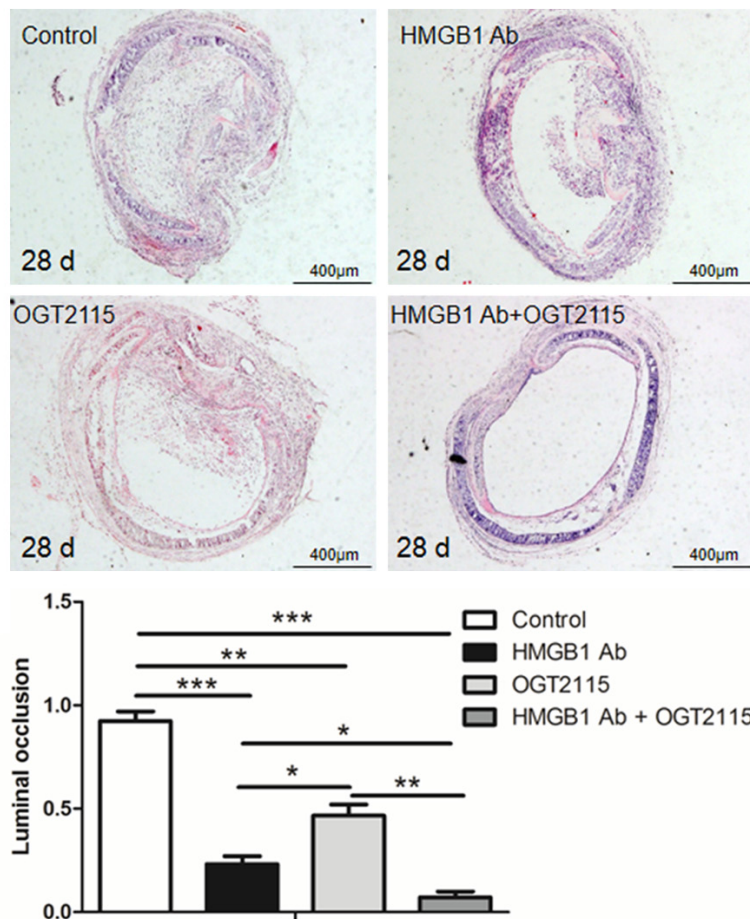 Control
HMGB1 Ab
28 d
400µm
28 d
400µm
OGT2115
HMGB1 Ab+OGT2115
28 d
400µm
28 d
400µm
Luminal occlusion
1.5
1.0
0.5
0.0
***
**
***
*
*
**
Control
HMGB1 Ab
OGT2115
HMGB1 Ab + OGT2115